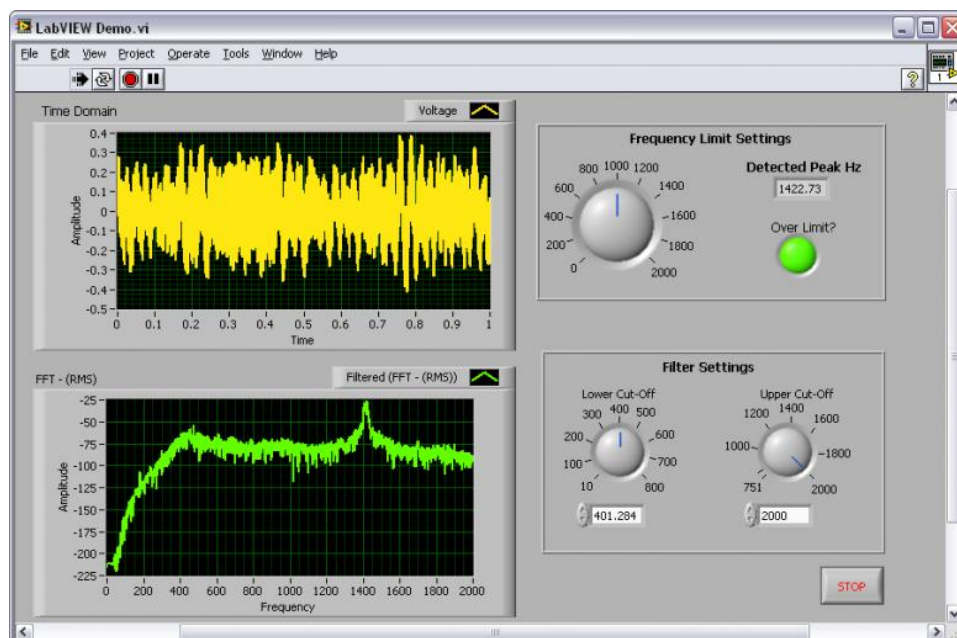 LabVIEW Demo.vi
File Edit View Project Operate Tools Window Help
1
Time Domain
Voltage
0.4
0.3
0.2
0.1
0
-0.1
-0.2
-0.3
-0.4
-0.5
Amplitude
0 0.1 0.2 0.3 0.4 0.5 0.6 0.7 0.8 0.9 1
Time
Frequency Limit Settings
0 200 400 600 800 1000 1200 1400 1600 1800 2000
Detected Peak Hz
1422.73
Over Limit?
FFT - (RMS)
Filtered (FFT - (RMS))
-25
-50
-75
-100
-125
-150
-175
-200
-225
Amplitude
0 200 400 600 800 1000 1200 1400 1600 1800 2000
Frequency
Filter Settings
Lower Cut-Off
10 100 200 300 400 500 600 700 800
401.284
Upper Cut-Off
751 1000 1200 1400 1600 1800 2000
2000
STOP